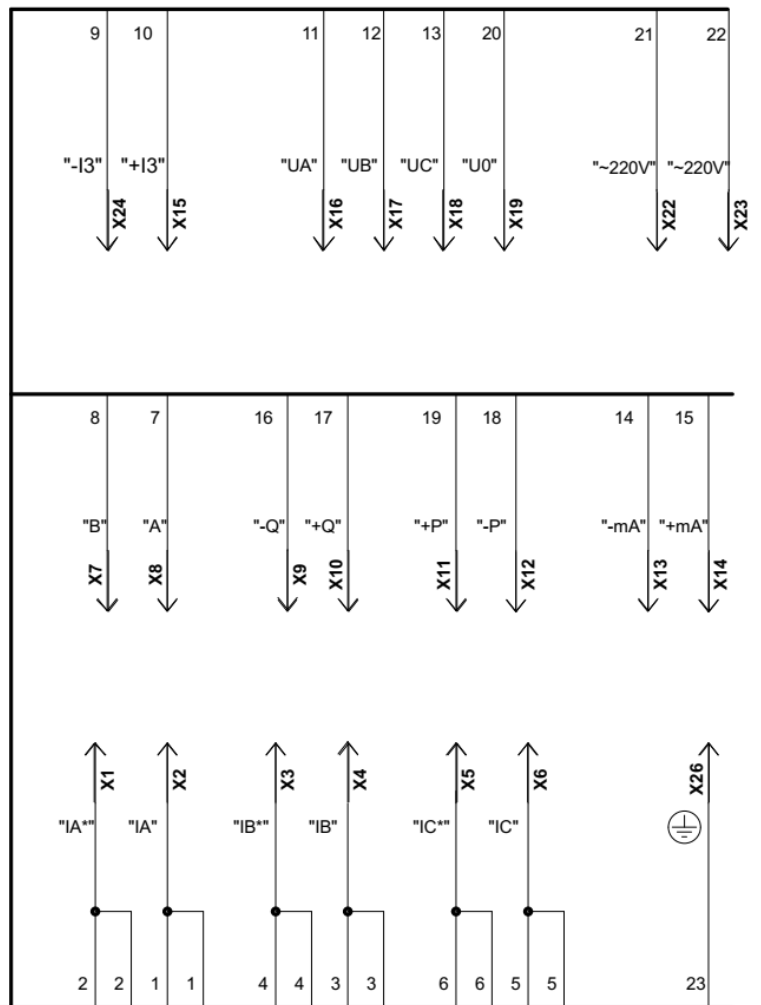 9 10 11 12 13 20 21 22
"-I3" "+I3" "UA" "UB" "UC" "U0" "~220V" "~220V"
X24 X15 X16 X17 X18 X19 X22 X23
8 7 16 17 19 18 14 15
"B" "A" "-Q" "+Q" "+P" "-P" "-mA" "+mA"
X7 X8 X9 X10 X11 X12 X13 X14
X1 X2 X3 X4 X5 X6 X26
"IA*" "IA" "IB*" "IB" "IC*" "IC"
2 2 1 1 4 4 3 3 6 6 5 5 23